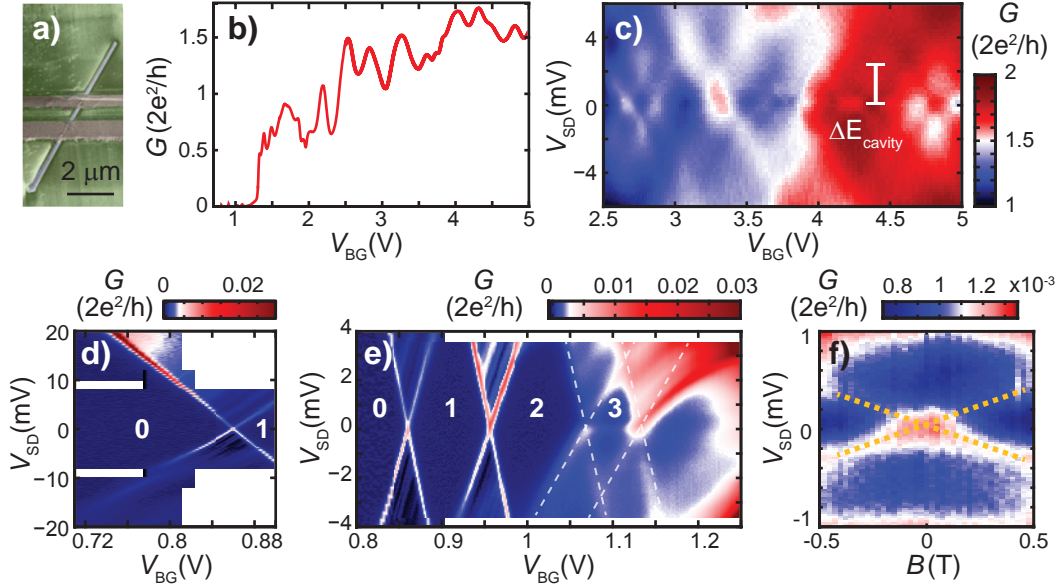 a)
2 μm
b)
G(2e²/h)
1.5
1
0.5
0
1
2
3
4
5
V_BG(V)
c)
V_SD(mV)
4
0
−4
2.5
3
3.5
4
4.5
5
V_BG(V)
ΔE_cavity
G
(2e²/h)
2
1.5
1
G
(2e²/h)
0
0.02
d)
V_SD(mV)
20
10
0
−10
−20
0
1
0.72
0.8
0.88
V_BG(V)
G
(2e²/h)
0
0.01
0.02
0.03
e)
V_SD(mV)
4
2
0
−2
−4
0
1
2
3
0.8
0.9
1
1.1
1.2
V_BG(V)
G
(2e²/h)
0.8
1
1.2
x10⁻³
f)
V_SD(mV)
1
0
-1
-0.5
0
0.5
B(T)